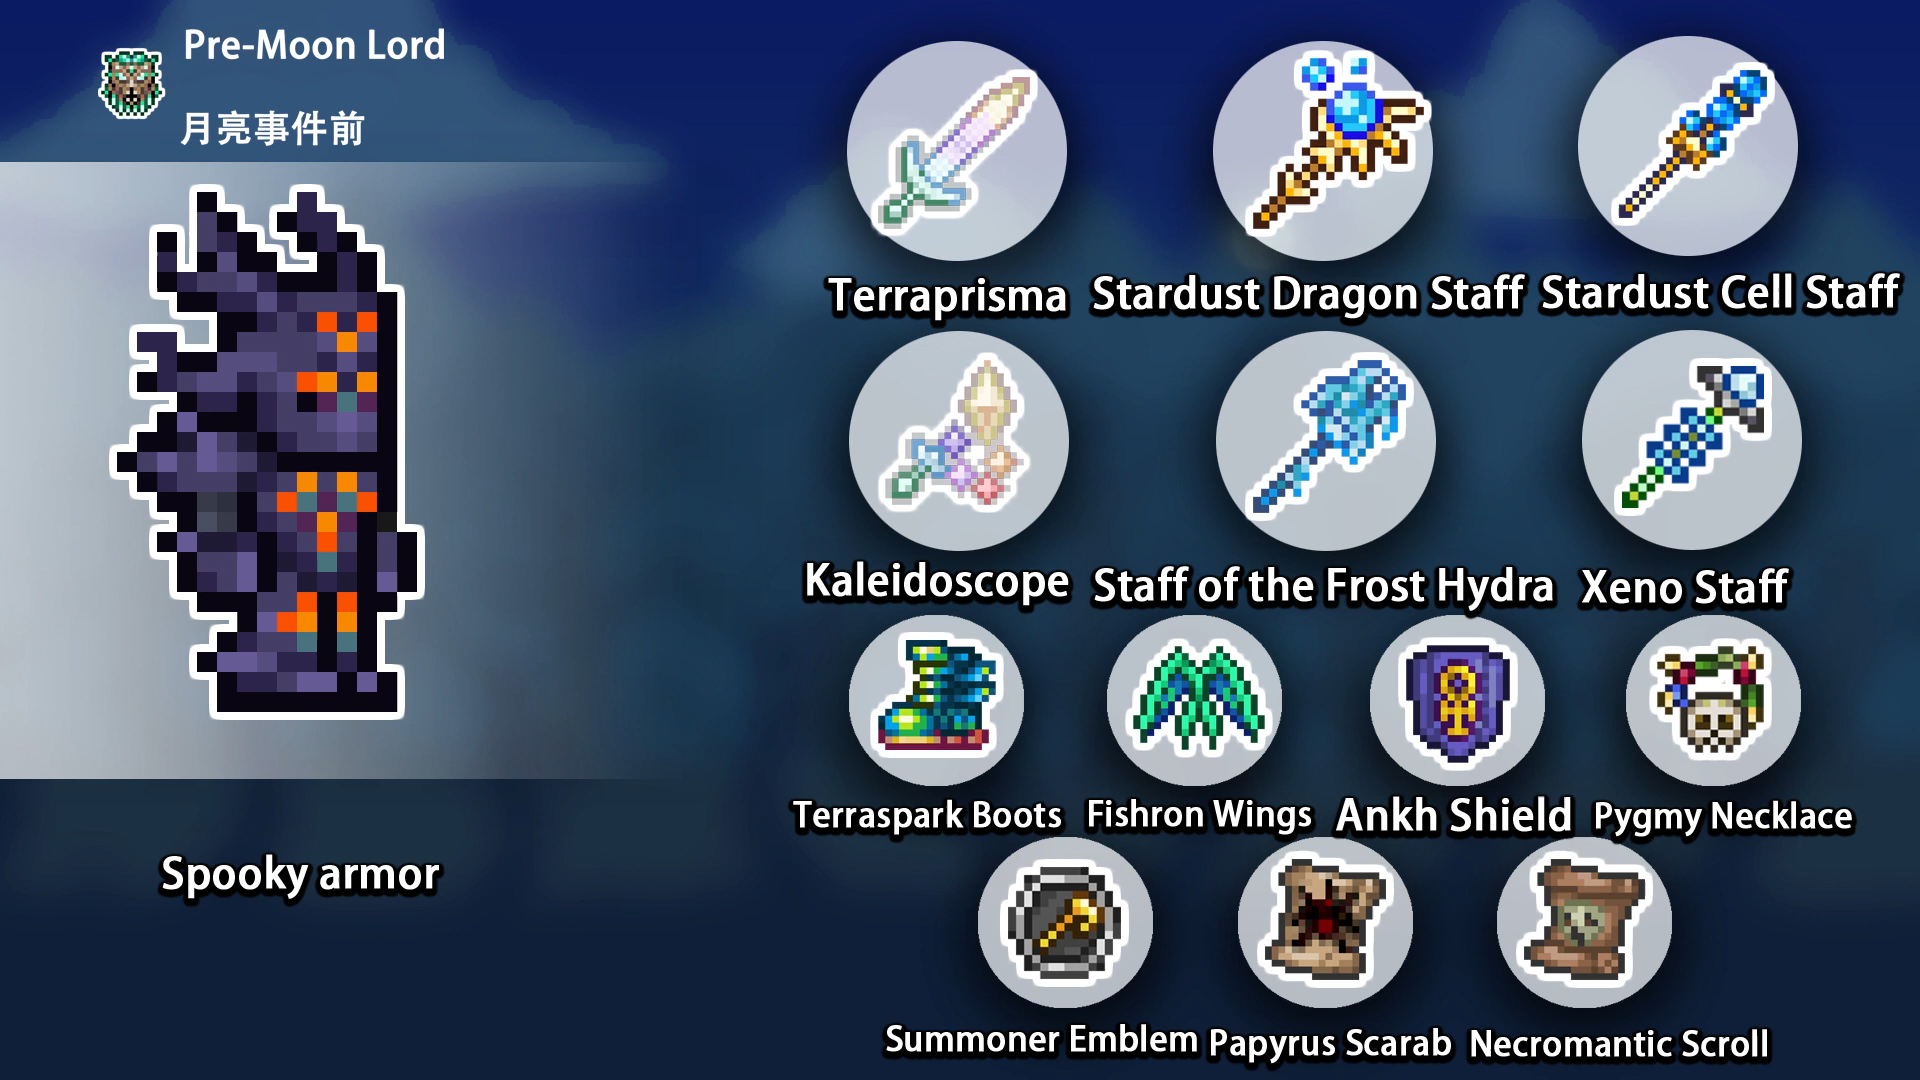 Pre-Moon Lord
月亮事件前
Terraprisma
Stardust Dragon Staff
Stardust Cell Staff
Kaleidoscope
Staff of the Frost Hydra
Xeno Staff
Terraspark Boots
Fishron Wings
Ankh Shield
Pygmy Necklace
Spooky armor
Summoner Emblem
Papyrus Scarab
Necromantic Scroll